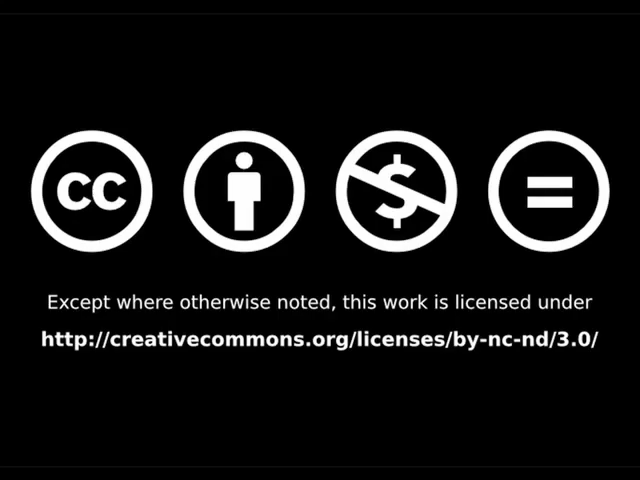 cc
$
=
Except where otherwise noted, this work is licensed under
http://creativecommons.org/licenses/by-nc-nd/3.0/